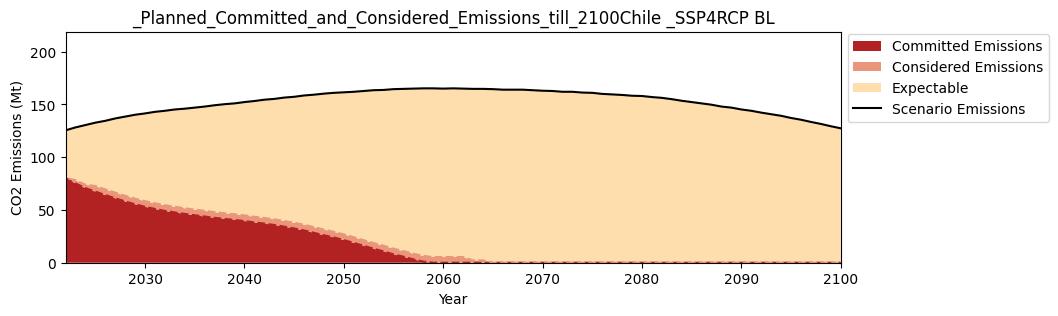 _Planned_Committed_and_Considered_Emissions_till_2100Chile _SSP4RCP BL
Committed Emissions
Considered Emissions
Expectable
Scenario Emissions
CO2 Emissions (Mt)
200
150
100
50
0
2030 2040 2050 2060 2070 2080 2090 2100
Year